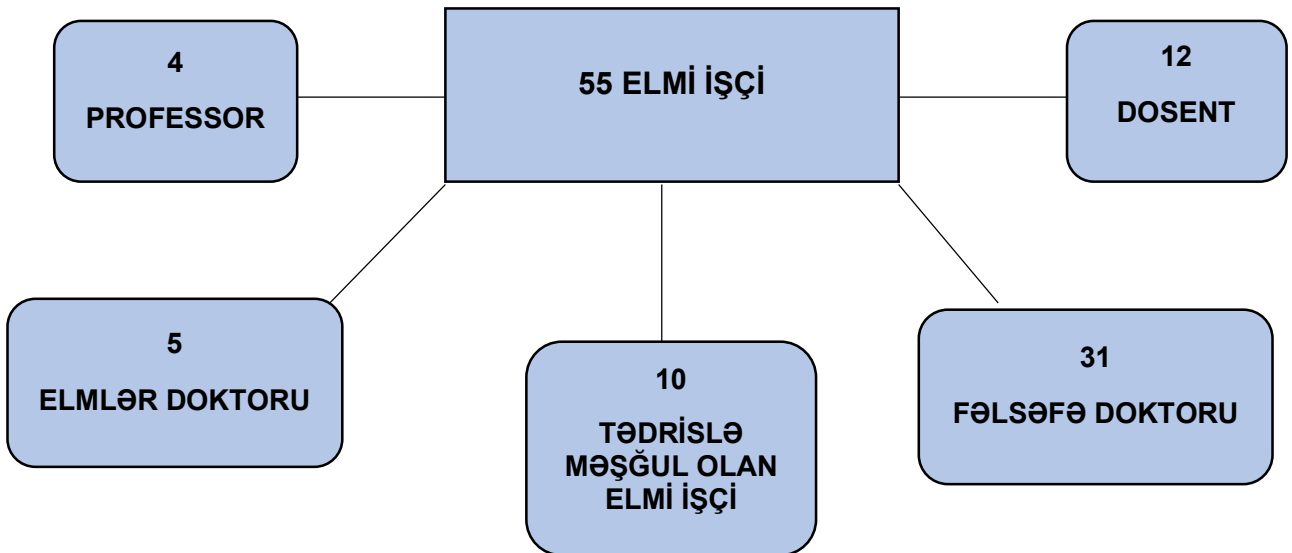 55 ELMİ İŞÇİ
4
PROFESSOR
12
DOSENT
5
ELMLƏR DOKTORU
10
TƏDRİSLƏ
MƏŞĞUL OLAN
ELMİ İŞÇİ
31
FƏLSƏFƏ DOKTORU